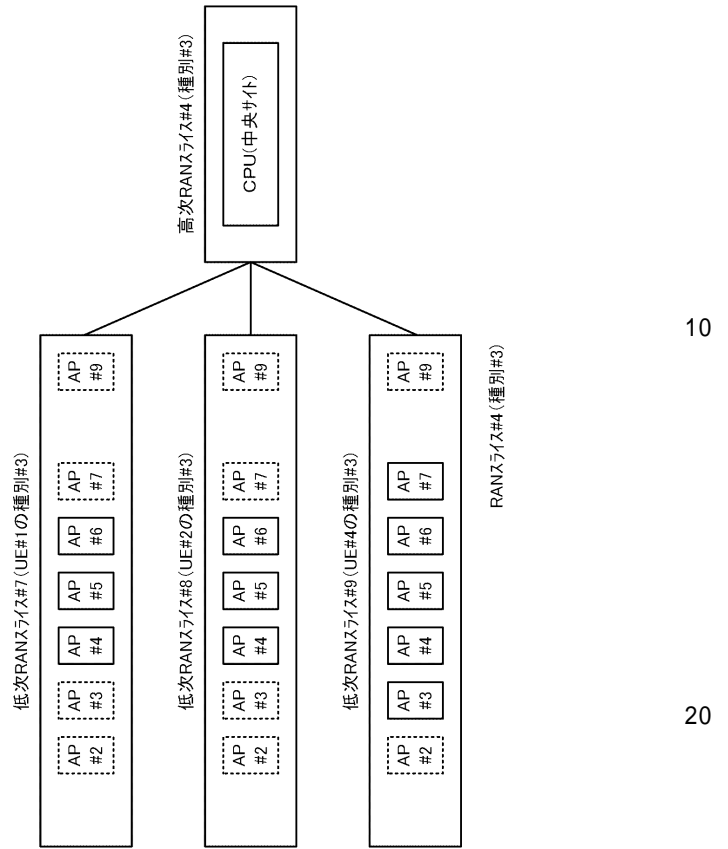 高次RANスライス#4(種別#3)
CPU(中央サイト)
低次RANスライス#7(UE#1の種別#3)
AP
#2
AP
#3
AP
#4
AP
#5
AP
#6
AP
#7
AP
#9
低次RANスライス#8(UE#2の種別#3)
AP
#2
AP
#3
AP
#4
AP
#5
AP
#6
AP
#7
AP
#9
低次RANスライス#9(UE#4の種別#3)
AP
#2
AP
#3
AP
#4
AP
#5
AP
#6
AP
#7
AP
#9
RANスライス#4(種別#3)
10
20